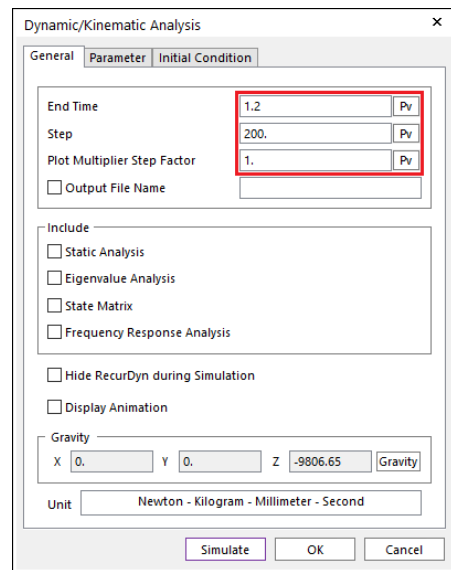 Dynamic/Kinematic Analysis ×
General Parameter Initial Condition
End Time 1.2 Pv
Step 200. Pv
Plot Multiplier Step Factor 1. Pv
Output File Name
Include
Static Analysis
Eigenvalue Analysis
State Matrix
Frequency Response Analysis
Hide RecurDyn during Simulation
Display Animation
Gravity
X 0. Y 0. Z -9806.65 Gravity
Unit Newton - Kilogram - Millimeter - Second
Simulate OK Cancel